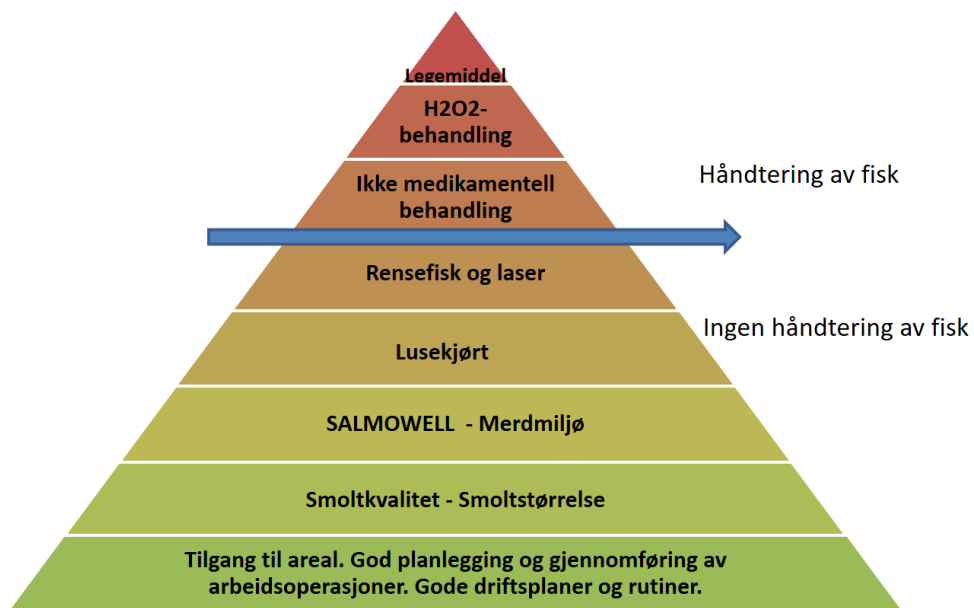 Legemiddel
H2O2-
behandling
Ikke medikamentell
behandling
Håndtering av fisk
Rensefisk og laser
Ingen håndtering av fisk
Lusekjørt
SALMOWELL - Merdmiljø
Smoltkvalitet - Smoltstørrelse
Tilgang til areal. God planlegging og gjennomføring av
arbeidsoperasjoner. Gode driftsplaner og rutiner.